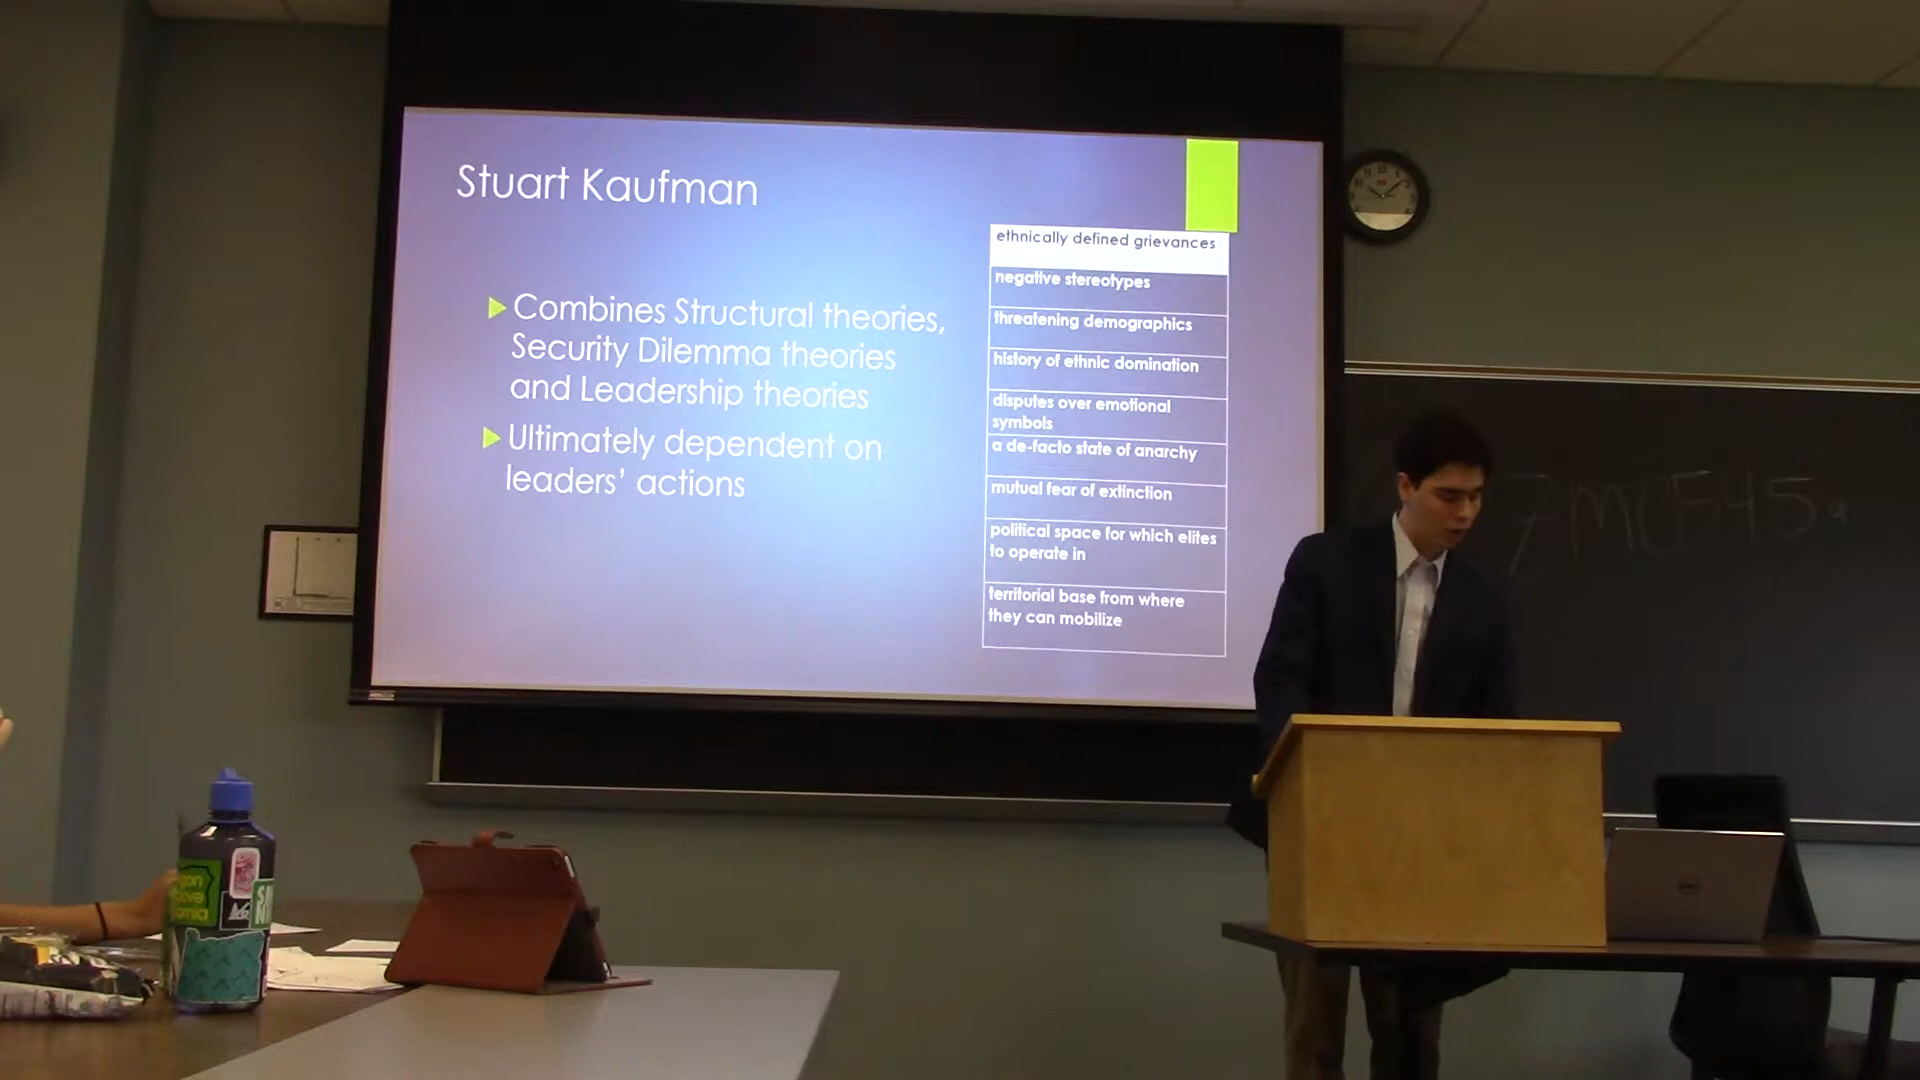 Stuart Kaufman
Combines Structural theories,
Security Dilemma theories
and Leadership theories
Ultimately dependent on
leaders' actions
ethnically defined grievances
negative stereotypes
threatening demographics
history of ethnic domination
disputes over emotional
symbols
a de-facto state of anarchy
mutual fear of extinction
political space for which elites
to operate in
territorial base from where
they can mobilize